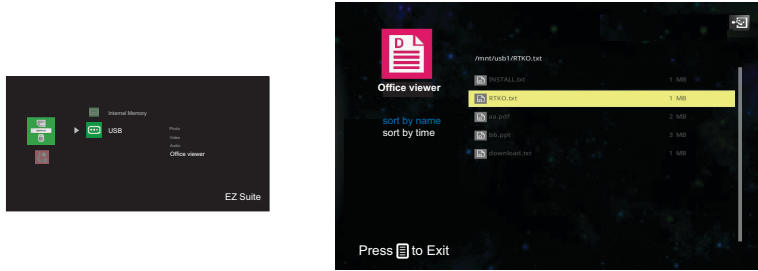 Internal Memory
USB
Photo
Video
Audio
Office viewer
EZ Suite
D
Office viewer
sort by name
sort by time
/mnt/usb1/RTKO.txt
INSTALL.txt 1 MB
RTKO.txt 1 MB
aa.pdf 2 MB
bb.ppt 3 MB
download.txt 1 MB
Press to Exit